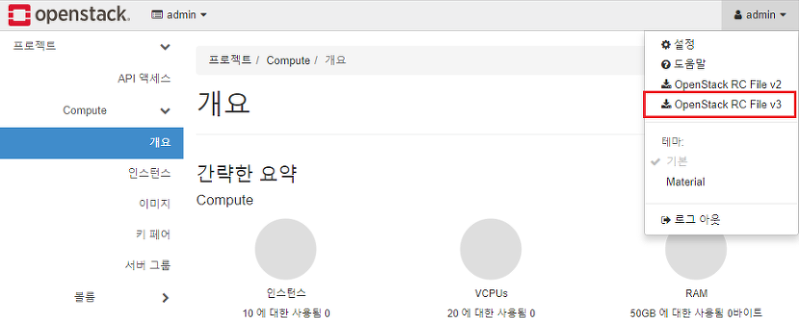 openstack. admin admin
프로젝트
API 액세스
Compute
개요
인스턴스
이미지
키 페어
서버 그룹
볼륨
프로젝트 / Compute / 개요
개요
간략한 요약
Compute
인스턴스
10 에 대한 사용됨 0
VCPUs
20 에 대한 사용됨 0
RAM
50GB 에 대한 사용됨 0바이트
설정
도움말
OpenStack RC File v2
OpenStack RC File v3
테마:
기본
Material
로그 아웃